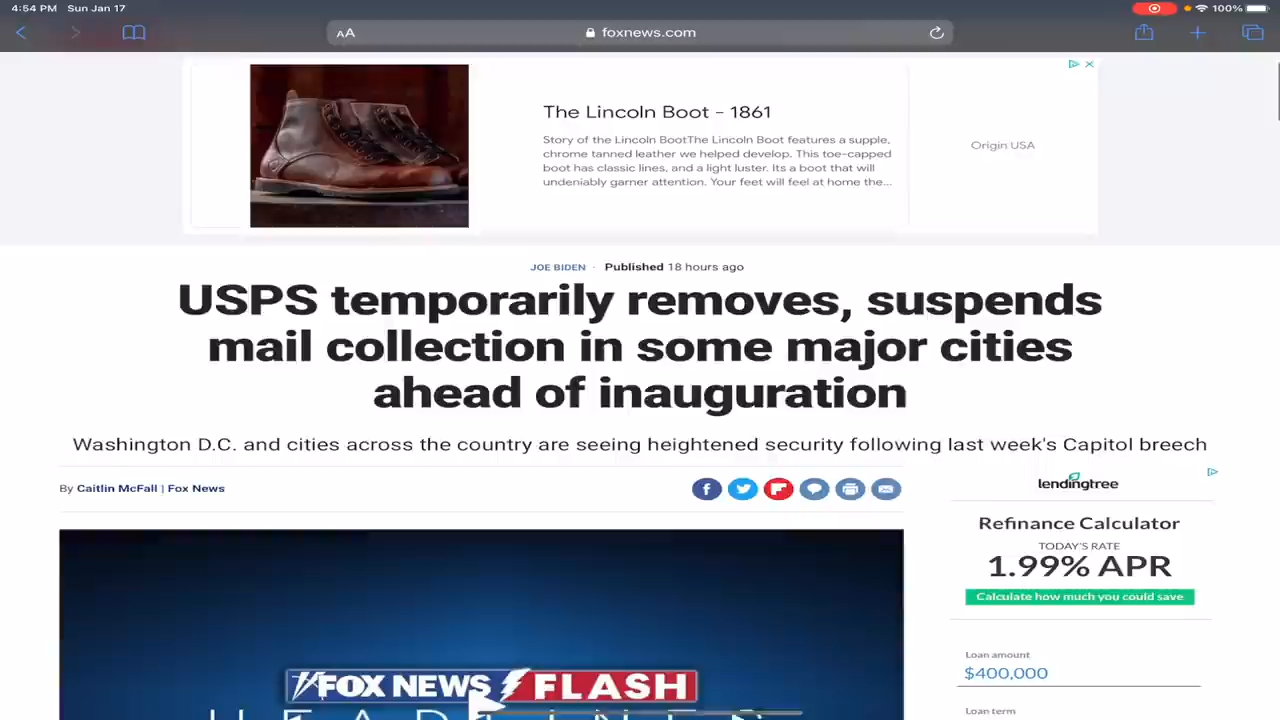 4:54 PM Sun Jan 17
100%
AA
foxnews.com
The Lincoln Boot - 1861
Story of the Lincoln BootThe Lincoln Boot features a supple,
chrome tanned leather we helped develop. This toe-capped
boot has classic lines, and a light luster. Its a boot that will
undeniably garner attention. Your feet will feel at home the...
Origin USA
JOE BIDEN · Published 18 hours ago
USPS temporarily removes, suspends
mail collection in some major cities
ahead of inauguration
Washington D.C. and cities across the country are seeing heightened security following last week's Capitol breech
By Caitlin McFall | Fox News
FOX NEWS FLASH
lendingtree
Refinance Calculator
TODAY'S RATE
1.99% APR
Calculate how much you could save
Loan amount
$400,000
Loan term